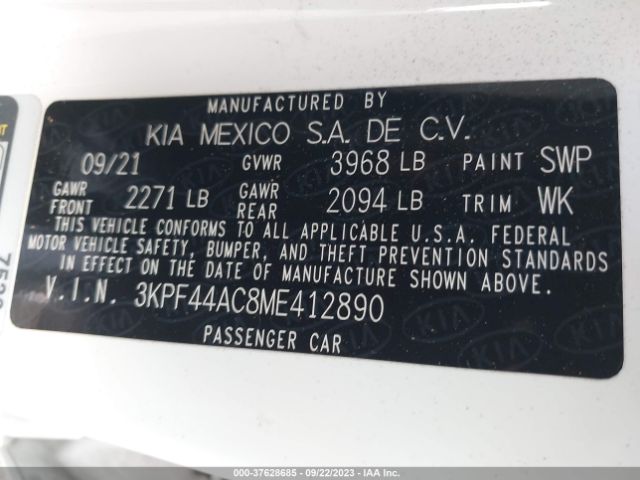 MANUFACTURED BY
KIA MEXICO S.A. DE C.V.
09/21 GVWR 3968 LB PAINT SWP
GAWR FRONT 2271 LB GAWR REAR 2094 LB TRIM WK
THIS VEHICLE CONFORMS TO ALL APPLICABLE U.S.A. FEDERAL
MOTOR VEHICLE SAFETY, BUMPER, AND THEFT PREVENTION STANDARDS
IN EFFECT ON THE DATE OF MANUFACTURE SHOWN ABOVE.
V.I.N. 3KPF44AC8ME412890
PASSENGER CAR
000-37628685 - 09/22/2023 - IAA Inc.